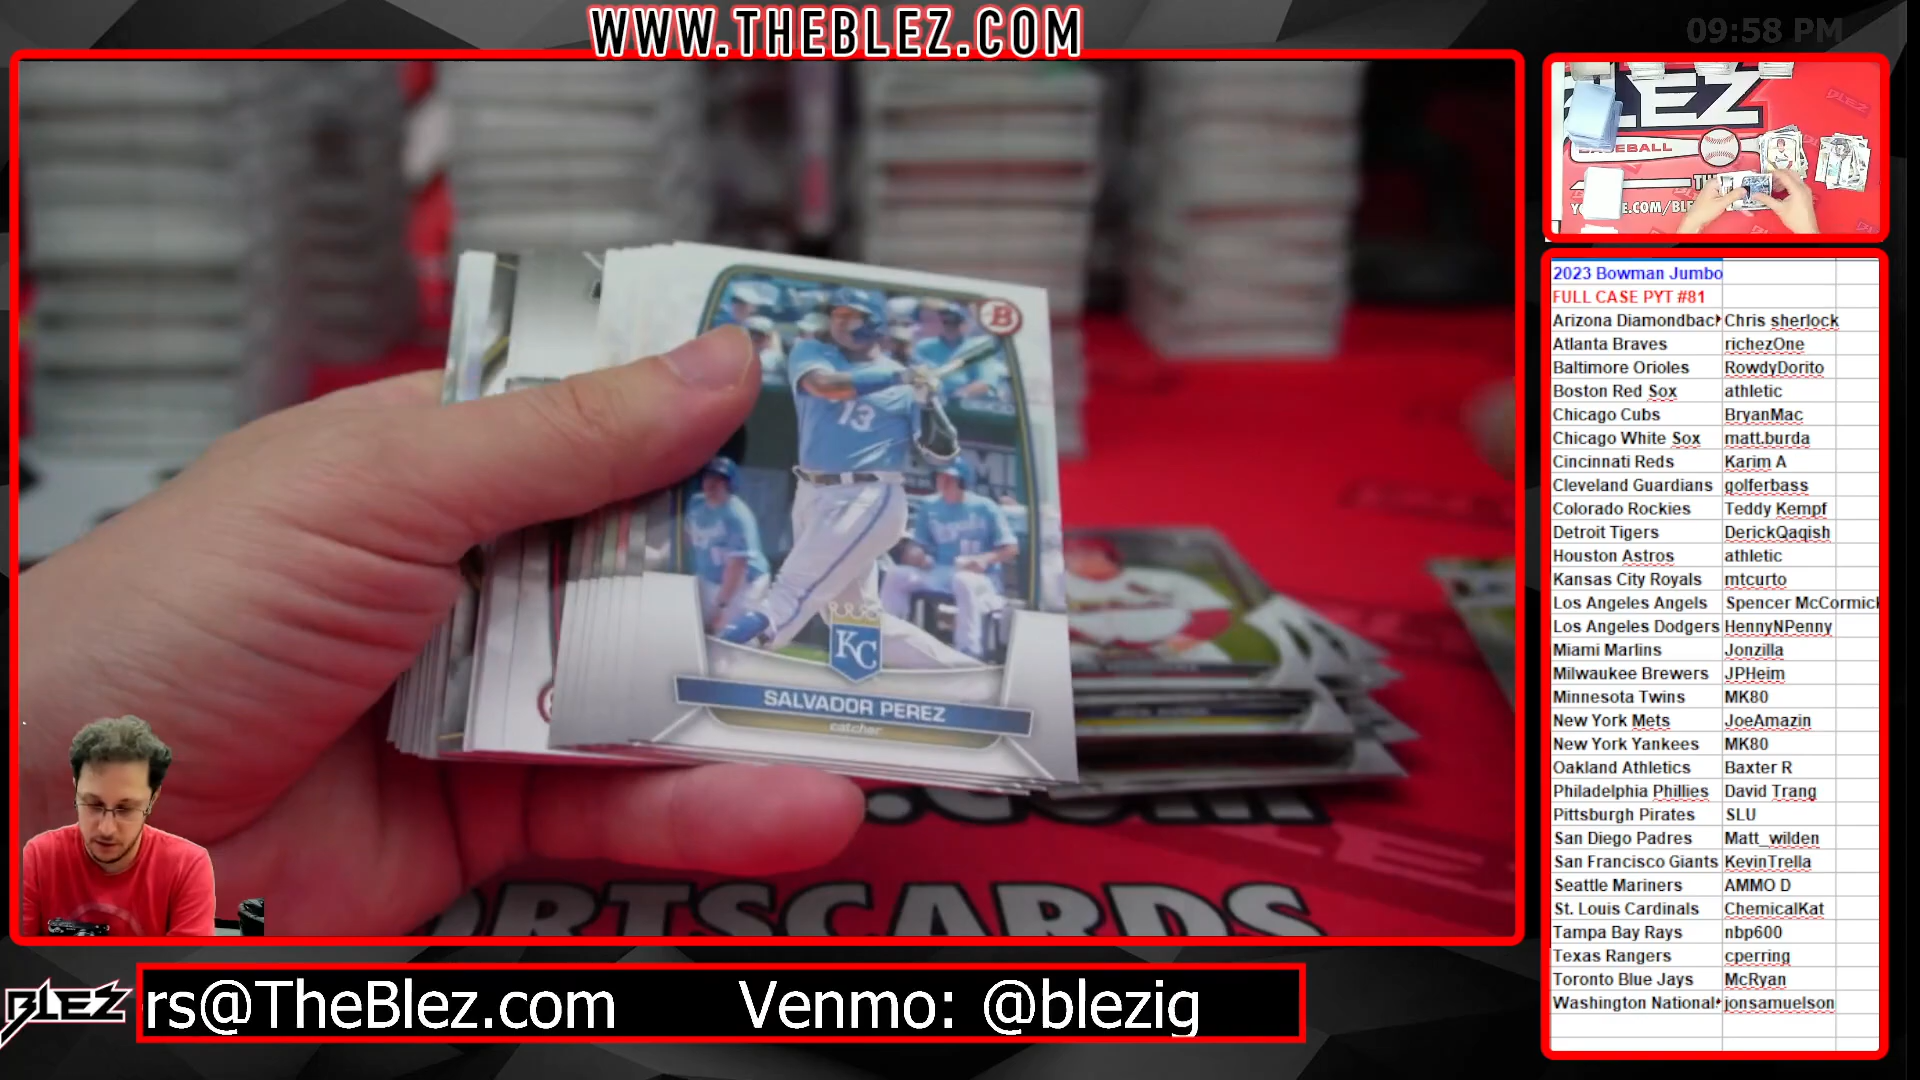 WWW.THEBLEZ.COM
09:58 PM
BLEZ
BASEBALL
2023 Bowman Jumbo
FULL CASE PYT #81
Arizona Diamondbac Chris sherlock
Atlanta Braves richezOne
Baltimore Orioles RowdyDorito
Boston Red Sox athletic
Chicago Cubs BryanMac
Chicago White Sox matt.burda
Cincinnati Reds Karim A
Cleveland Guardians golferbass
Colorado Rockies Teddy Kempf
Detroit Tigers DerickQaqish
Houston Astros athletic
Kansas City Royals mtcurto
Los Angeles Angels Spencer McCormick
Los Angeles Dodgers HennyNPenny
Miami Marlins Jonzilla
Milwaukee Brewers JPHeim
Minnesota Twins MK80
New York Mets JoeAmazin
New York Yankees MK80
Oakland Athletics Baxter R
Philadelphia Phillies David Trang
Pittsburgh Pirates SLU
San Diego Padres Matt_wilden
San Francisco Giants KevinTrella
Seattle Mariners AMMO D
St. Louis Cardinals ChemicalKat
Tampa Bay Rays nbp600
Texas Rangers cperring
Toronto Blue Jays McRyan
Washington National jonsamuelson
B
13
KC
SALVADOR PEREZ
catcher
.com
ORTSCARDS
BLEZ
rs@TheBlez.com Venmo: @blezig